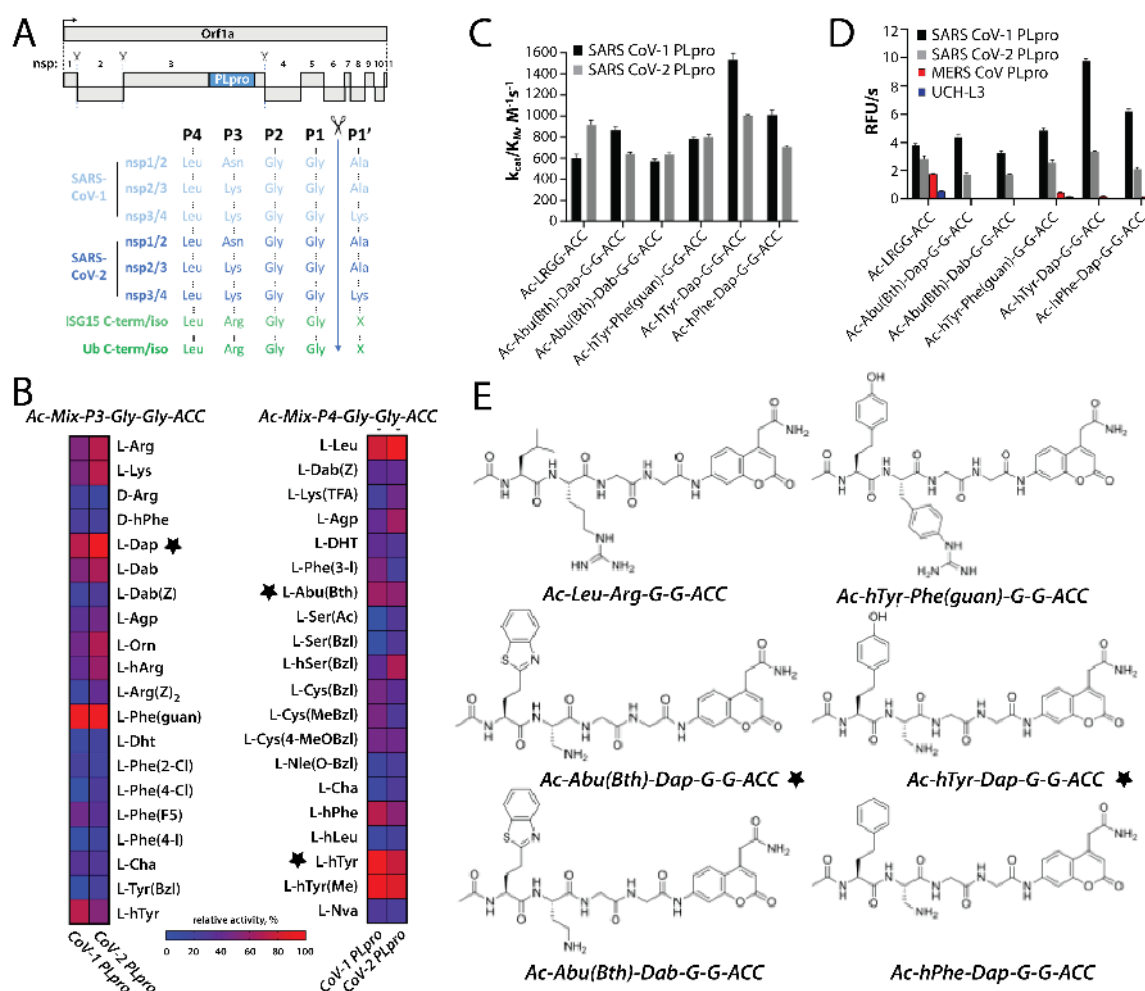 A
Orf1a
nsp:
1 2 3 4 5 6 7 8 9 10 11
PLpro
P4 P3 P2 P1 P1'
nsp1/2 Leu Asn Gly Gly Ala
SARS-
CoV-1
nsp2/3 Leu Lys Gly Gly Ala
nsp3/4 Leu Lys Gly Gly Lys
nsp1/2 Leu Asn Gly Gly Ala
SARS-
CoV-2
nsp2/3 Leu Lys Gly Gly Ala
nsp3/4 Leu Lys Gly Gly Lys
ISG15 C-term/iso Leu Arg Gly Gly X
Ub C-term/iso Leu Arg Gly Gly X
B
Ac-Mix-P3-Gly-Gly-ACC
L-Arg
L-Lys
D-Arg
D-hPhe
L-Dap
L-Dab
L-Dab(Z)
L-Agp
L-Orn
L-hArg
L-Arg(Z)2
L-Phe(guan)
L-Dht
L-Phe(2-Cl)
L-Phe(4-Cl)
L-Phe(F5)
L-Phe(4-I)
L-Cha
L-Tyr(Bzl)
L-hTyr
CoV-1 PLpro
CoV-2 PLpro
Ac-Mix-P4-Gly-Gly-ACC
L-Leu
L-Dab(Z)
L-Lys(TFA)
L-Agp
L-DHT
L-Phe(3-I)
L-Abu(Bth)
L-Ser(Ac)
L-Ser(Bzl)
L-hSer(Bzl)
L-Cys(Bzl)
L-Cys(MeBzl)
L-Cys(4-MeOBzl)
L-Nle(O-Bzl)
L-Cha
L-hPhe
L-hLeu
L-hTyr
L-hTyr(Me)
L-Nva
CoV-1 PLpro
CoV-2 PLpro
relative activity, %
0 20 40 60 80 100
C
SARS CoV-1 PLpro
SARS CoV-2 PLpro
kcat/KM, M-1s-1
1600
1400
1200
1000
800
600
400
200
0
Ac-LRGG-ACC
Ac-Abu(Bth)-Dap-G-G-ACC
Ac-Abu(Bth)-Dab-G-G-ACC
Ac-hTyr-Phe(guan)-G-G-ACC
Ac-hTyr-Dap-G-G-ACC
Ac-hPhe-Dap-G-G-ACC
D
SARS CoV-1 PLpro
SARS CoV-2 PLpro
MERS CoV PLpro
UCH-L3
RFU/s
12
10
8
6
4
2
0
Ac-LRGG-ACC
Ac-Abu(Bth)-Dap-G-G-ACC
Ac-Abu(Bth)-Dab-G-G-ACC
Ac-hTyr-Phe(guan)-G-G-ACC
Ac-hTyr-Dap-G-G-ACC
Ac-hPhe-Dap-G-G-ACC
E
Ac-Leu-Arg-G-G-ACC
Ac-hTyr-Phe(guan)-G-G-ACC
Ac-Abu(Bth)-Dap-G-G-ACC
Ac-hTyr-Dap-G-G-ACC
Ac-Abu(Bth)-Dab-G-G-ACC
Ac-hPhe-Dap-G-G-ACC